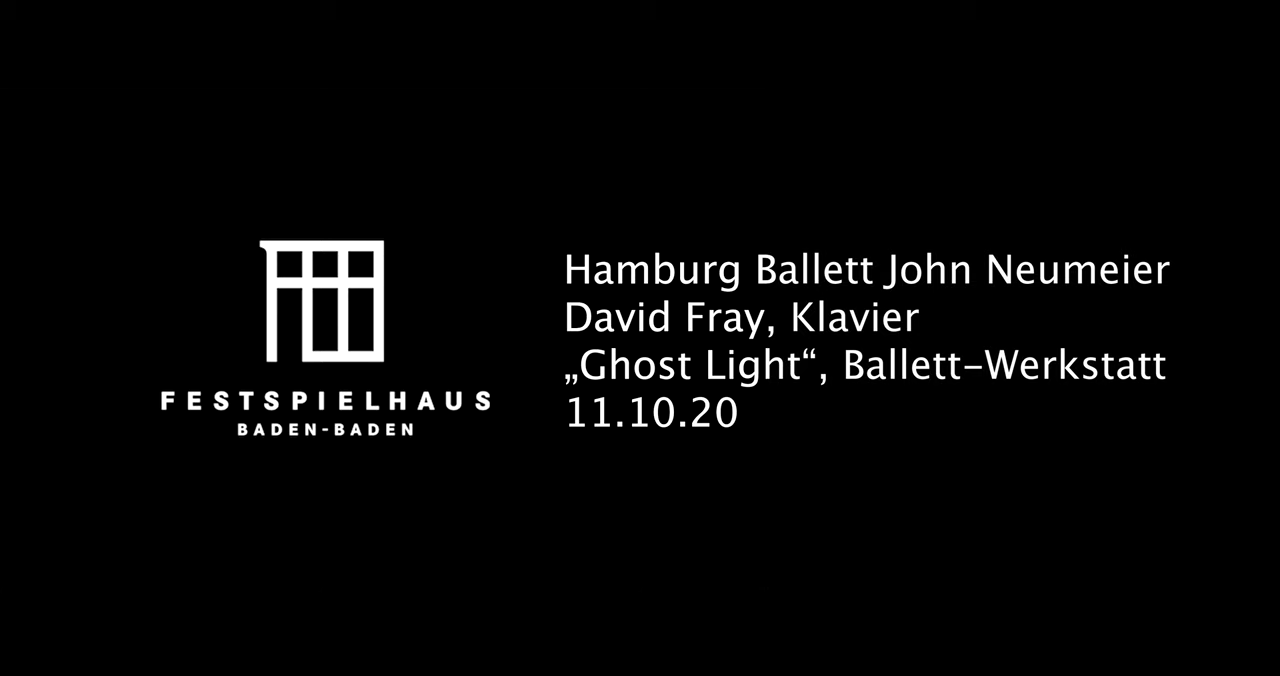 FESTSPIELHAUS
BADEN-BADEN
Hamburg Ballett John Neumeier
David Fray, Klavier
„Ghost Light“, Ballett-Werkstatt
11.10.20